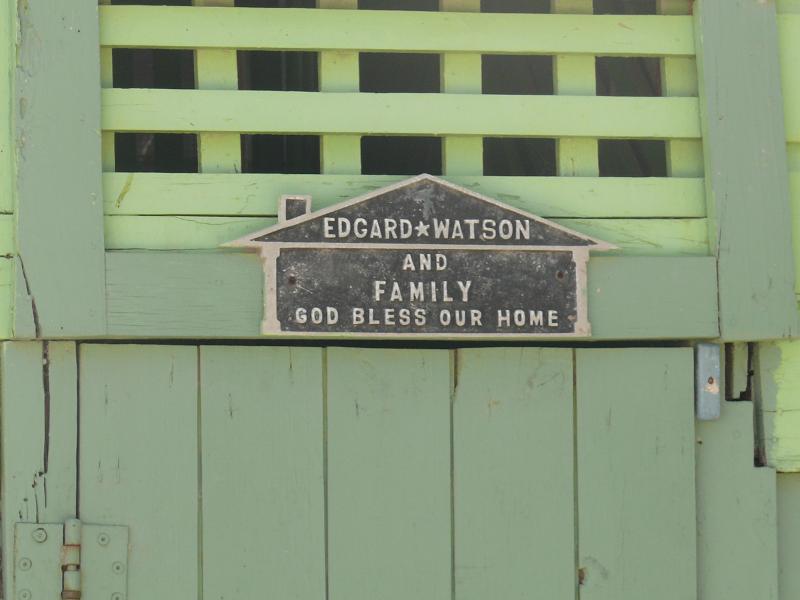 EDGARD★WATSON
AND
FAMILY
GOD BLESS OUR HOME